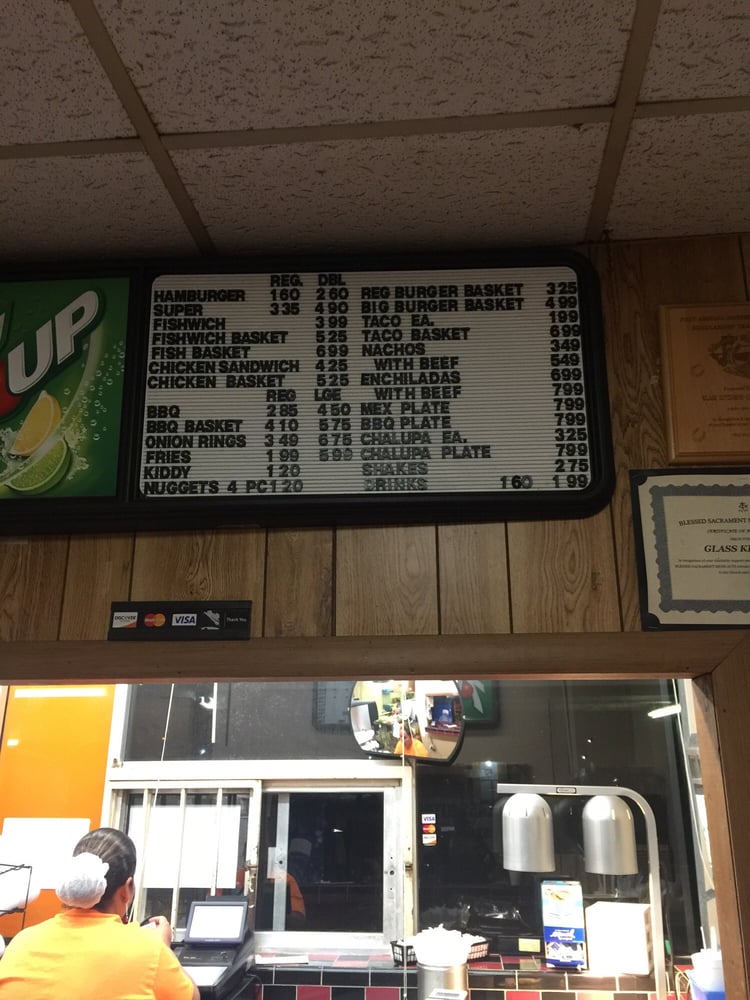 UP
REG. DBL
HAMBURGER 160 260
SUPER 335 490
FISHWICH 399
FISHWICH BASKET 525
FISH BASKET 699
CHICKEN SANDWICH 425
CHICKEN BASKET 525
REG LGE
BBQ 285 450
BBQ BASKET 410 575
ONION RINGS 349 675
FRIES 199 599
KIDDY 120
NUGGETS 4 PC 120
REG BURGER BASKET 325
BIG BURGER BASKET 499
TACO EA. 199
TACO BASKET 699
NACHOS 349
WITH BEEF 549
ENCHILADAS 699
WITH BEEF 799
MEX PLATE 799
BBQ PLATE 799
CHALUPA EA. 325
CHALUPA PLATE 799
SHAKES 275
DRINKS 160 199
BLESSED SACRAMENT
GLASS
DISCOVER MasterCard VISA Thank You
VISA